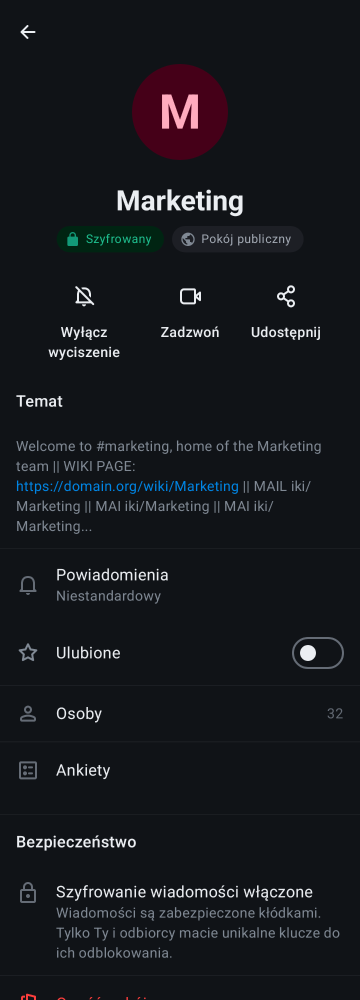 M
Marketing
Szyfrowany
Pokój publiczny
Wyłącz
wyciszenie
Zadzwoń
Udostępnij
Temat
Welcome to #marketing, home of the Marketing
team || WIKI PAGE:
https://domain.org/wiki/Marketing || MAIL iki/
Marketing || MAI iki/Marketing || MAI iki/
Marketing...
Powiadomienia
Niestandardowy
Ulubione
Osoby 32
Ankiety
Bezpieczeństwo
Szyfrowanie wiadomości włączone
Wiadomości są zabezpieczone kłódkami.
Tylko Ty i odbiorcy macie unikalne klucze do
ich odblokowania.